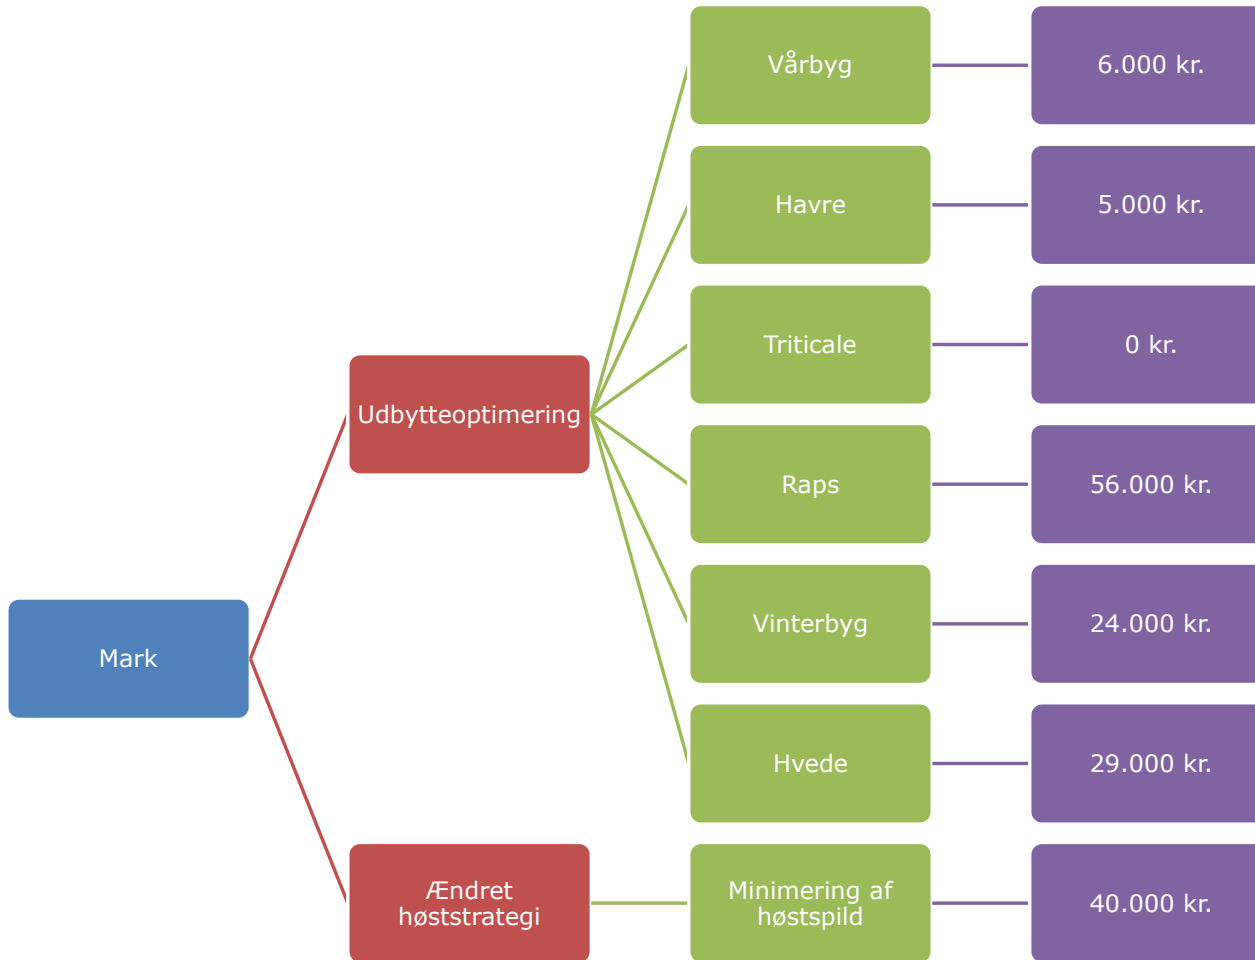 Vårbyg
6.000 kr.
Havre
5.000 kr.
Triticale
0 kr.
Udbytteoptimering
Raps
56.000 kr.
Vinterbyg
24.000 kr.
Mark
Hvede
29.000 kr.
Ændret
høststrategi
Minimering af
høstspild
40.000 kr.